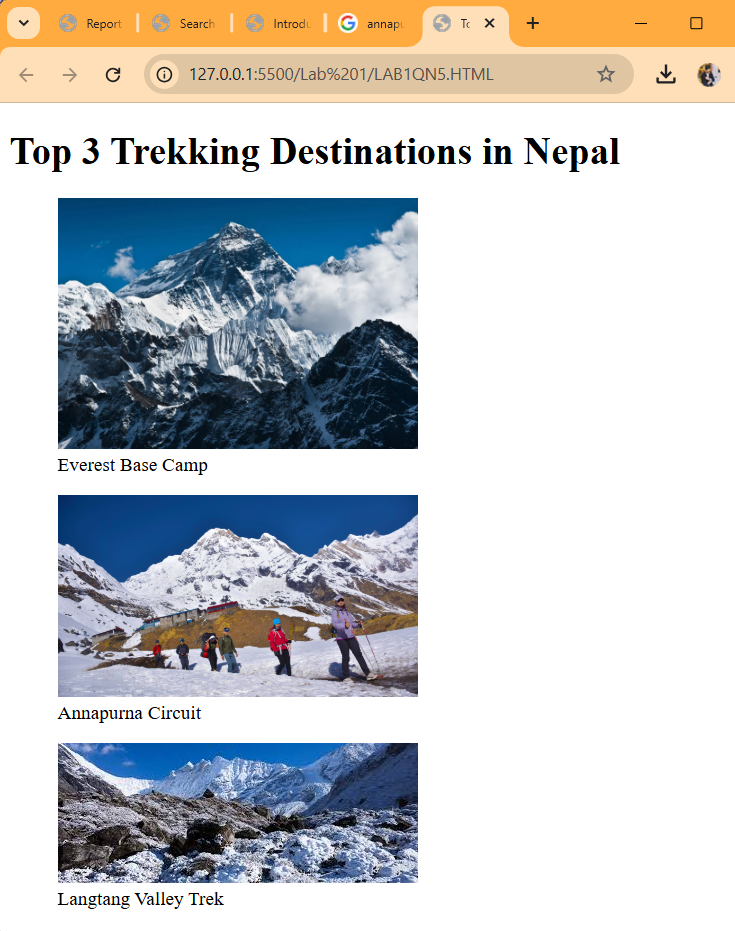 Report
Search
Introdu
annapu
To
127.0.0.1:5500/Lab%201/LAB1QN5.HTML
Top 3 Trekking Destinations in Nepal
Everest Base Camp
Annapurna Circuit
Langtang Valley Trek